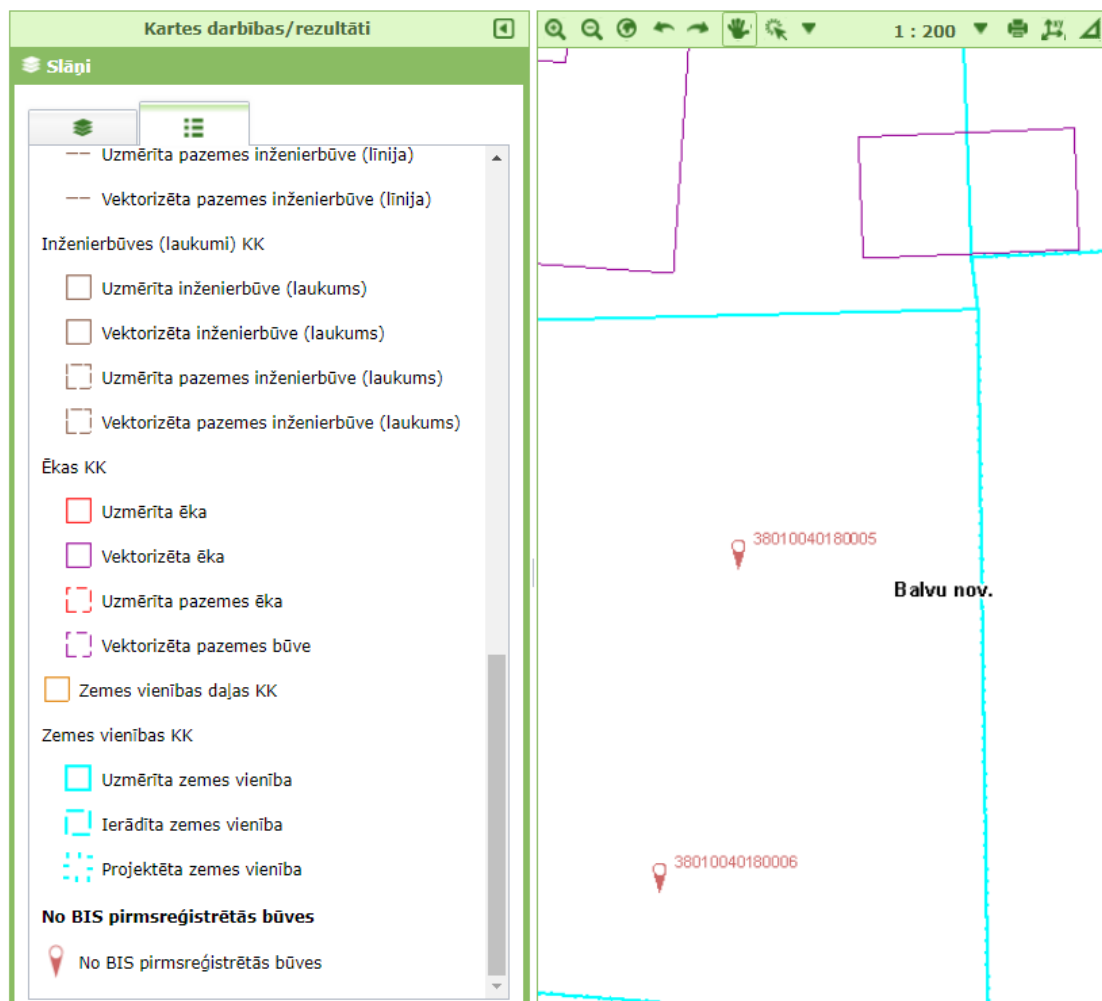 Kartes darbības/rezultāti
1 : 200
Slāņi
Uzmērīta pazemes inženierbūve (līnija)
Vektorizēta pazemes inženierbūve (līnija)
Inženierbūves (laukumi) KK
Uzmērīta inženierbūve (laukums)
Vektorizēta inženierbūve (laukums)
Uzmērīta pazemes inženierbūve (laukums)
Vektorizēta pazemes inženierbūve (laukums)
Ēkas KK
Uzmērīta ēka
Vektorizēta ēka
Uzmērīta pazemes ēka
Vektorizēta pazemes būve
Zemes vienības daļas KK
Zemes vienības KK
Uzmērīta zemes vienība
Ierādīta zemes vienība
Projektēta zemes vienība
No BIS pirmsreģistrētās būves
No BIS pirmsreģistrētās būves
38010040180005
Balvu nov.
38010040180006